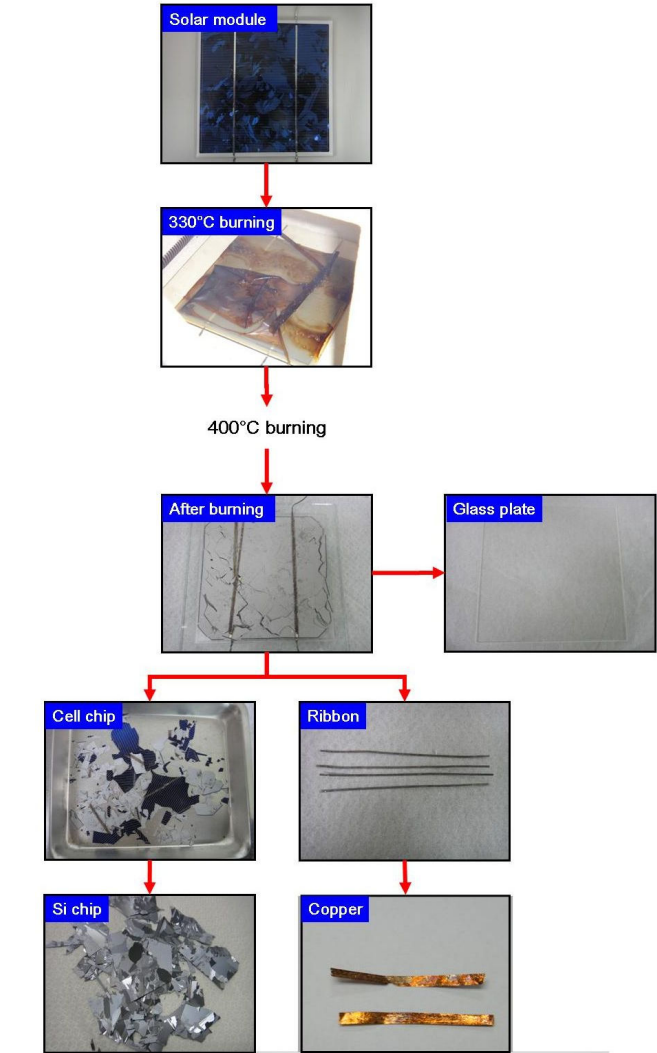 Solar module
330°C burning
400°C burning
After burning
Glass plate
Cell chip
Ribbon
Si chip
Copper